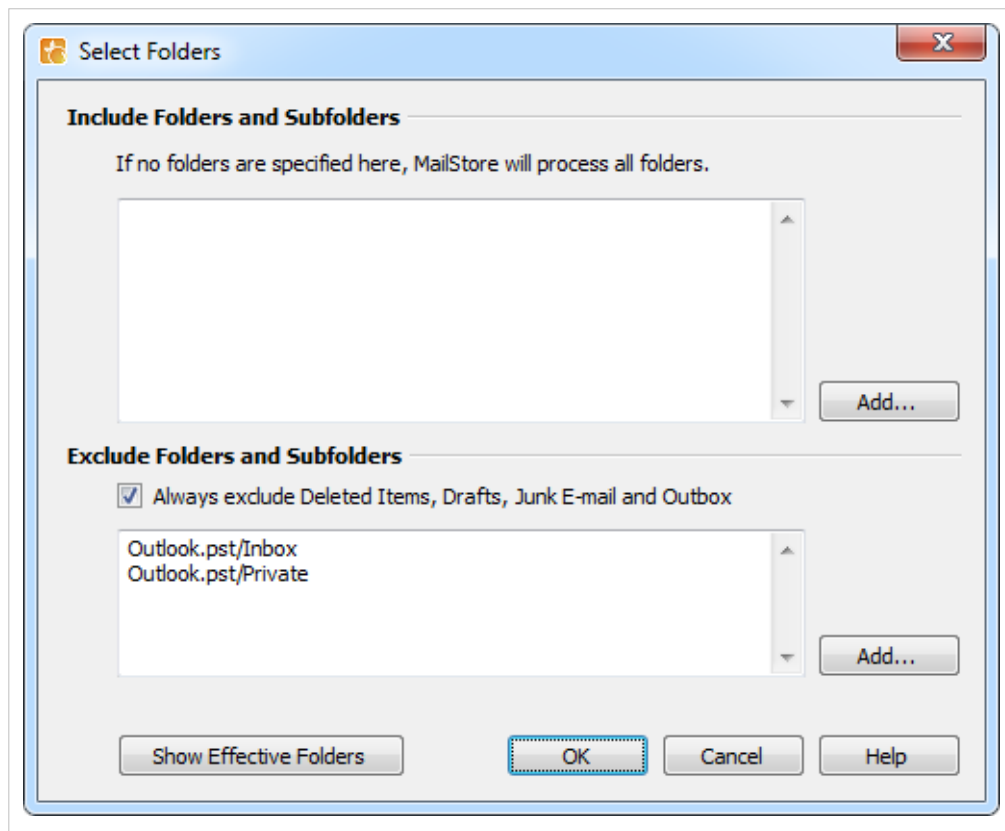 Select Folders
Include Folders and Subfolders
If no folders are specified here, MailStore will process all folders.
Add...
Exclude Folders and Subfolders
Always exclude Deleted Items, Drafts, Junk E-mail and Outbox
Outlook.pst/Inbox
Outlook.pst/Private
Add...
Show Effective Folders OK Cancel Help